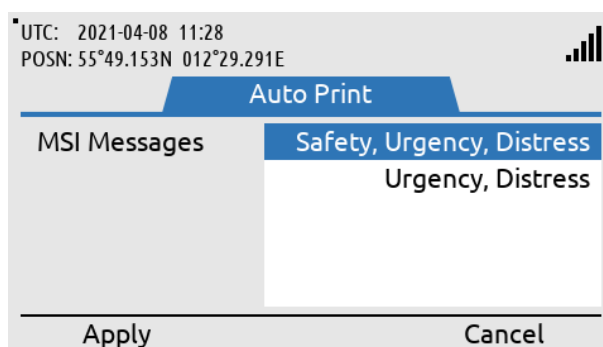 UTC: 2021-04-08 11:28
POSN: 55°49.153N 012°29.291E
Auto Print
MSI Messages Safety, Urgency, Distress
Urgency, Distress
Apply Cancel